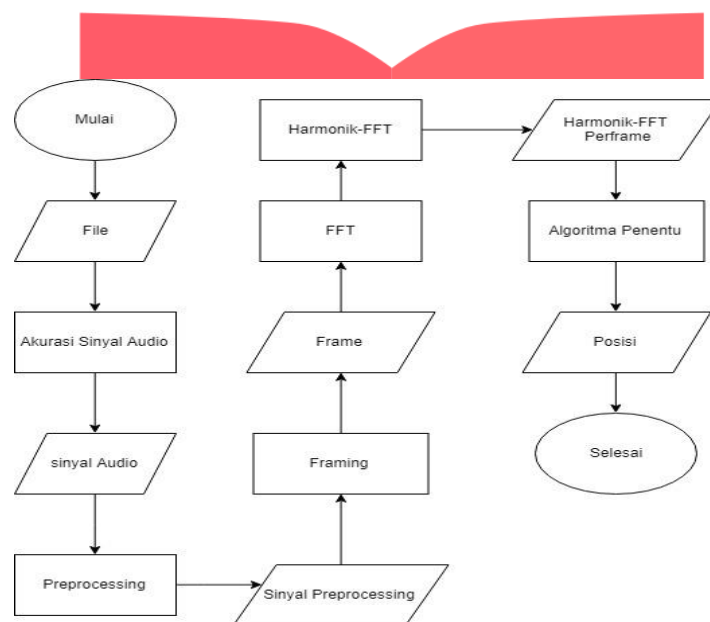 Mulai
File
Akurasi Sinyal Audio
sinyal Audio
Preprocessing
Sinyal Preprocessing
Framing
Frame
FFT
Harmonik-FFT
Harmonik-FFT
Perframe
Algoritma Penentu
Posisi
Selesai